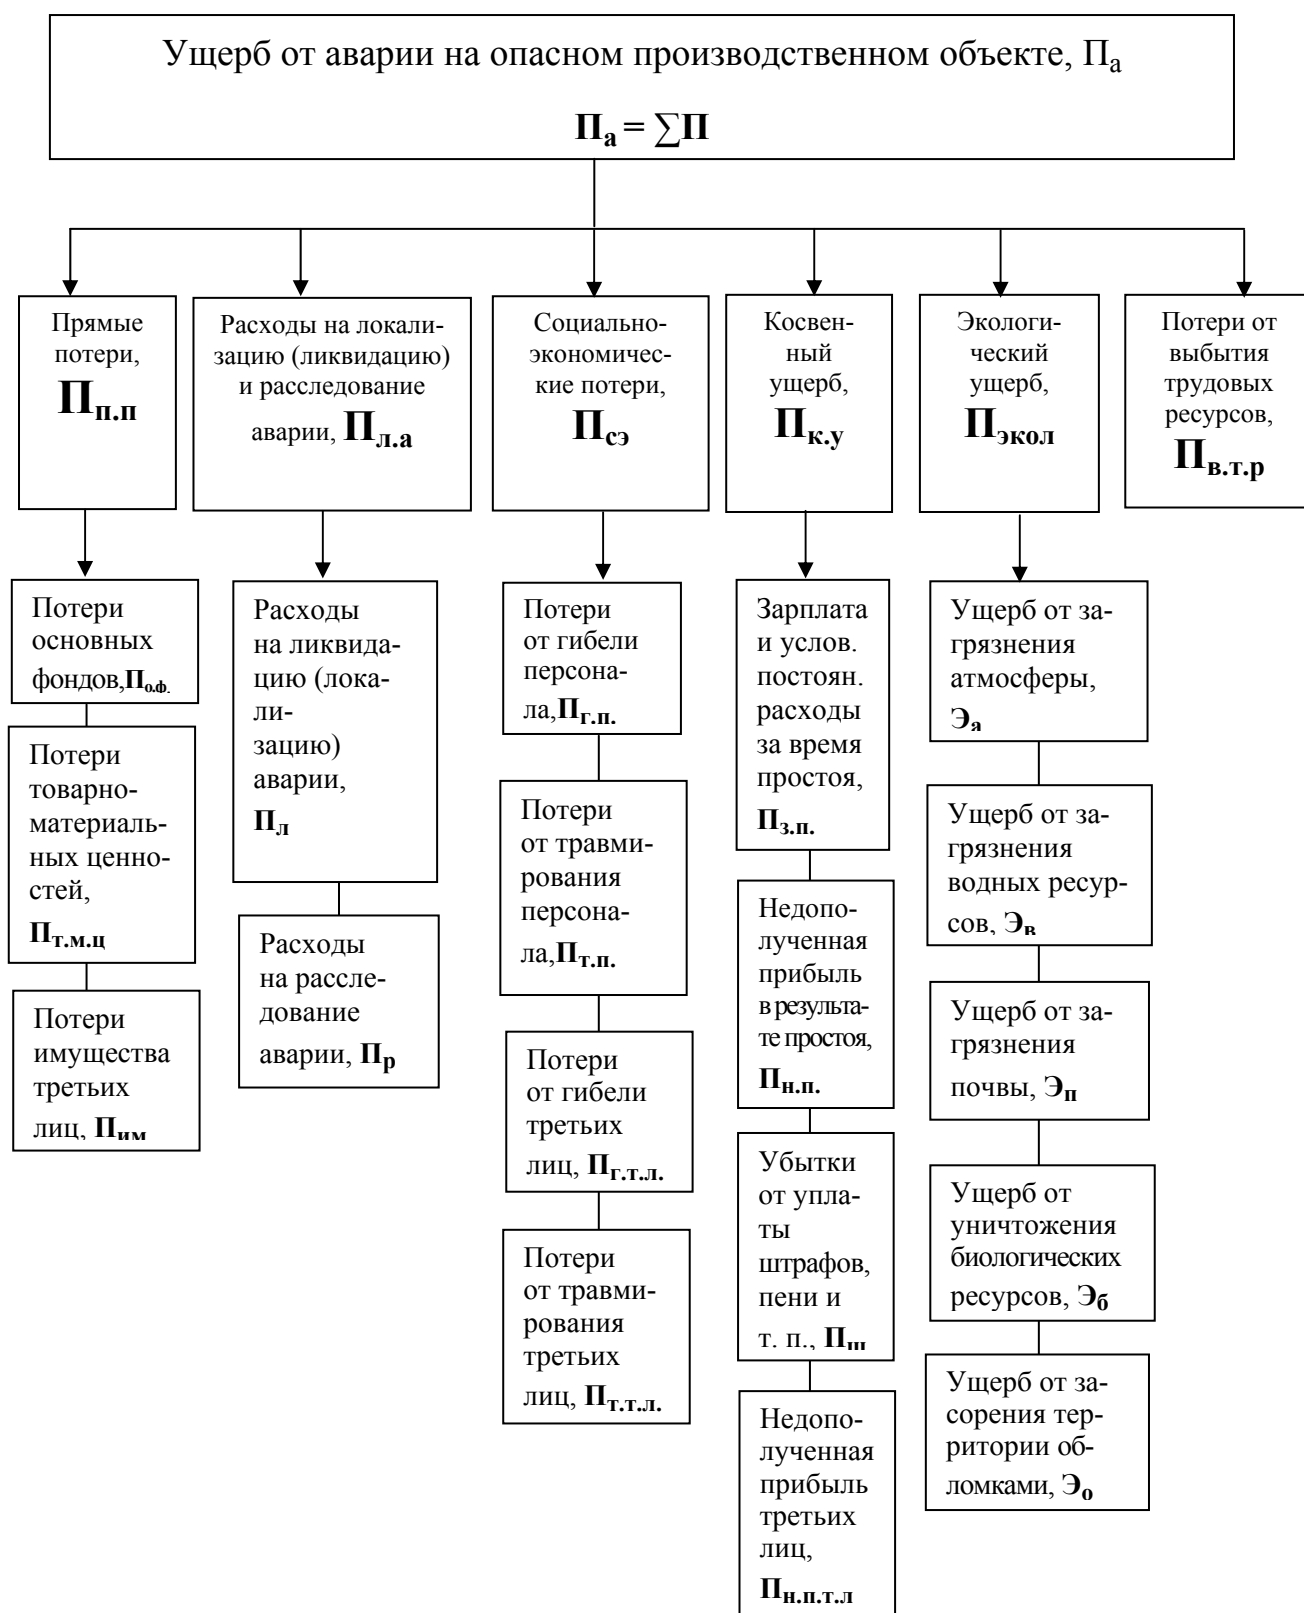 Ущерб от аварии на опасном производственном объекте, Па
Па = ∑П
Прямые
потери,
Пп.п
Расходы на локали-
зацию (ликвидацию)
и расследование
аварии, Пл.а
Социально-
экономичес-
кие потери,
Псэ
Косвен-
ный
ущерб,
Пк.у
Экологи-
ческий
ущерб,
Пэкол
Потери от
выбытия
трудовых
ресурсов,
Пв.т.р
Потери
основных
фондов,По.ф.
Потери
товарно-
материаль-
ных ценно-
стей,
Пт.м.ц
Потери
имущества
третьих
лиц, Пим
Расходы
на ликвида-
цию (лока-
ли-
зацию)
аварии,
Пл
Расходы
на рассле-
дование
аварии, Пр
Потери
от гибели
персона-
ла,Пг.п.
Потери
от травми-
рования
персона-
ла,Пт.п.
Потери
от гибели
третьих
лиц, Пг.т.л.
Потери
от травми-
рования
третьих
лиц, Пт.т.л.
Зарплата
и услов.
постоян.
расходы
за время
простоя,
Пз.п.
Недопо-
лученная
прибыль
в результа-
те простоя,
Пн.п.
Убытки
от упла-
ты
штрафов,
пени и
т. п., Пш
Недопо-
лученная
прибыль
третьих
лиц,
Пн.п.т.л
Ущерб от за-
грязнения
атмосферы,
Эа
Ущерб от за-
грязнения
водных ресур-
сов, Эв
Ущерб от за-
грязнения
почвы, Эп
Ущерб от
уничтожения
биологических
ресурсов, Эб
Ущерб от за-
сорения тер-
ритории об-
ломками, Эо